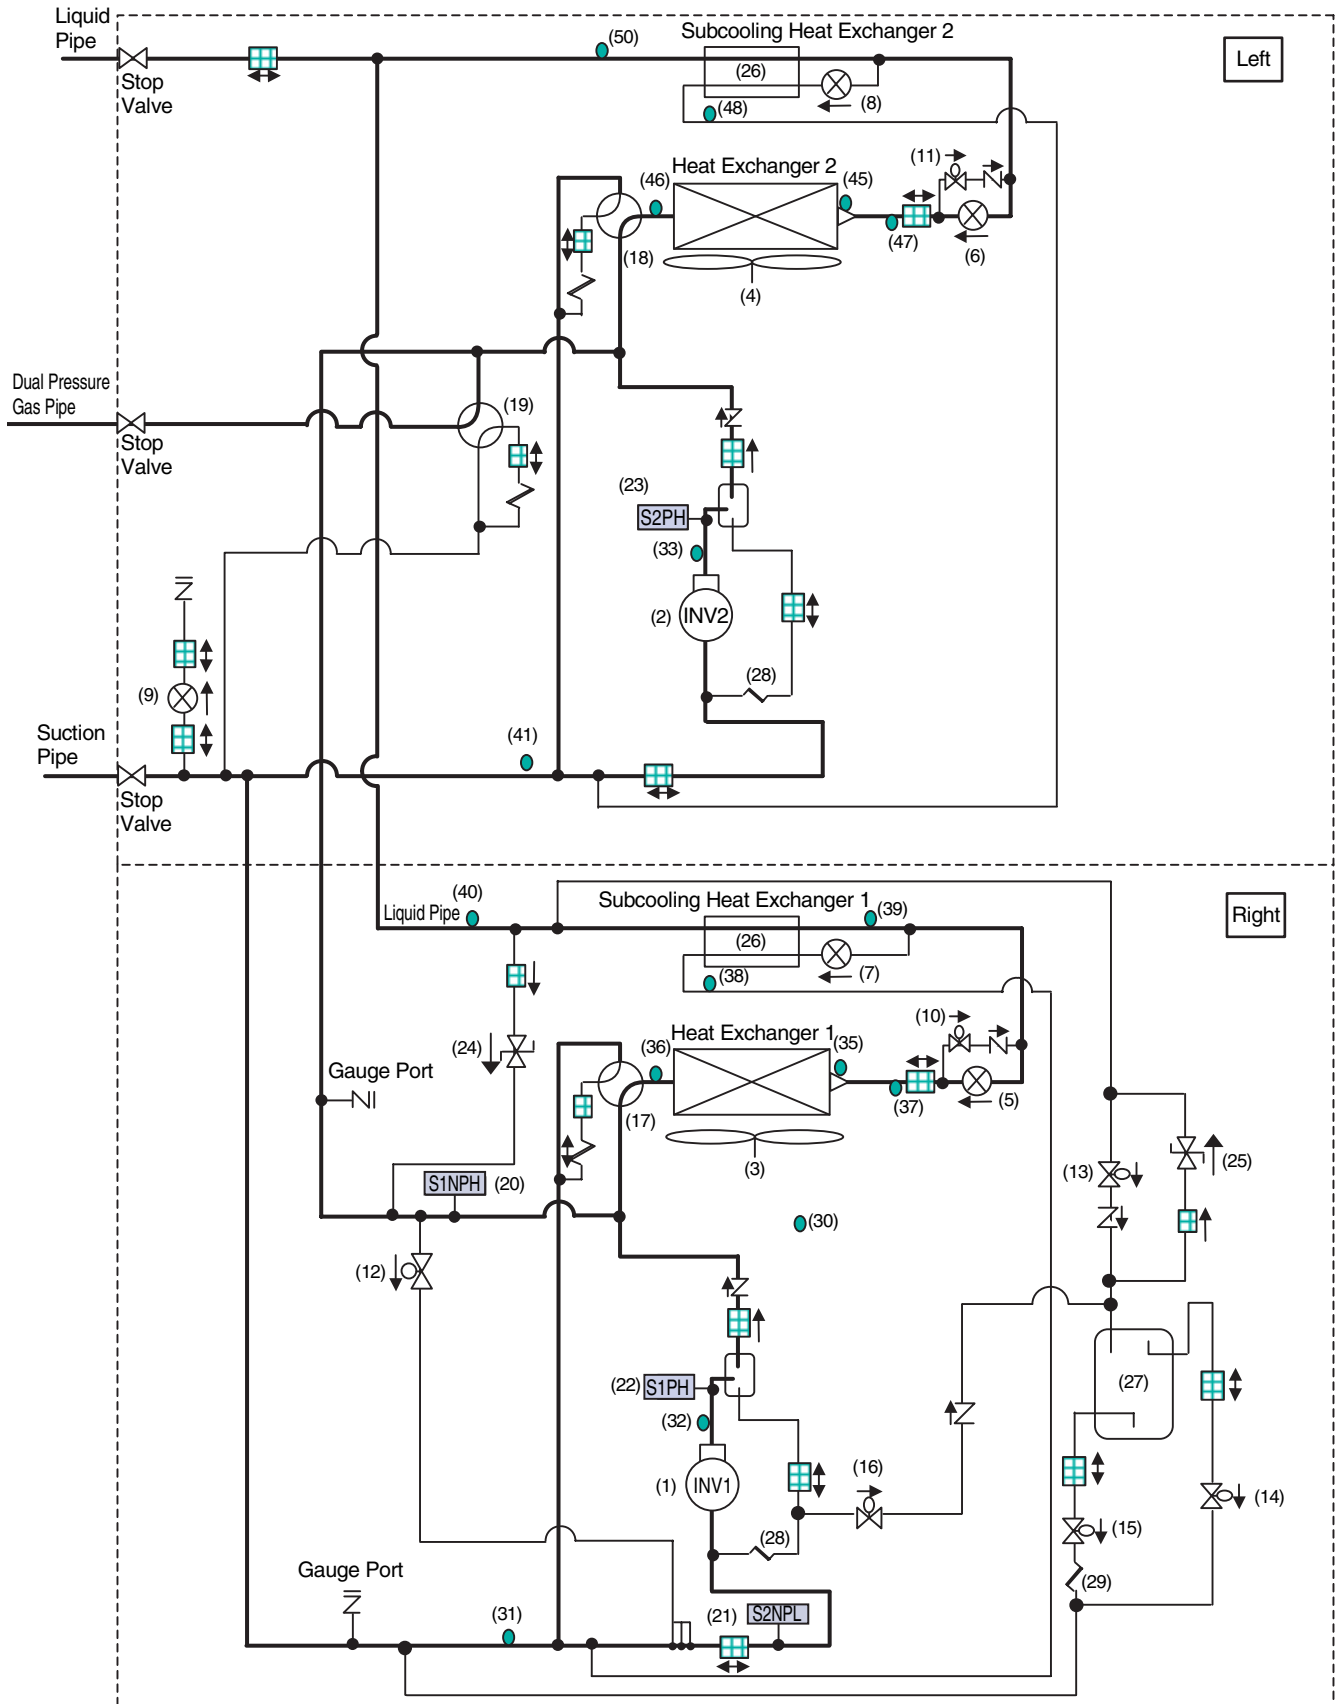 Liquid
Pipe
Stop
Valve
(50)
Subcooling Heat Exchanger 2
(26)
(8)
(48)
Left
Heat Exchanger 2
(46)
(45)
(11)
(47)
(6)
(18)
(4)
Dual Pressure
Gas Pipe
Stop
Valve
(19)
(23)
S2PH
(33)
(2)
INV2
(28)
(9)
Suction
Pipe
Stop
Valve
(41)
(40)
Liquid Pipe
Subcooling Heat Exchanger 1
(39)
(26)
(7)
(38)
Right
(24)
Heat Exchanger 1
(36)
(35)
(10)
(37)
(5)
(17)
(3)
Gauge Port
S1NPH
(20)
(30)
(13)
(25)
(12)
(22)
S1PH
(32)
(1)
INV1
(16)
(28)
(27)
(14)
(15)
(29)
Gauge Port
(31)
(21)
S2NPL